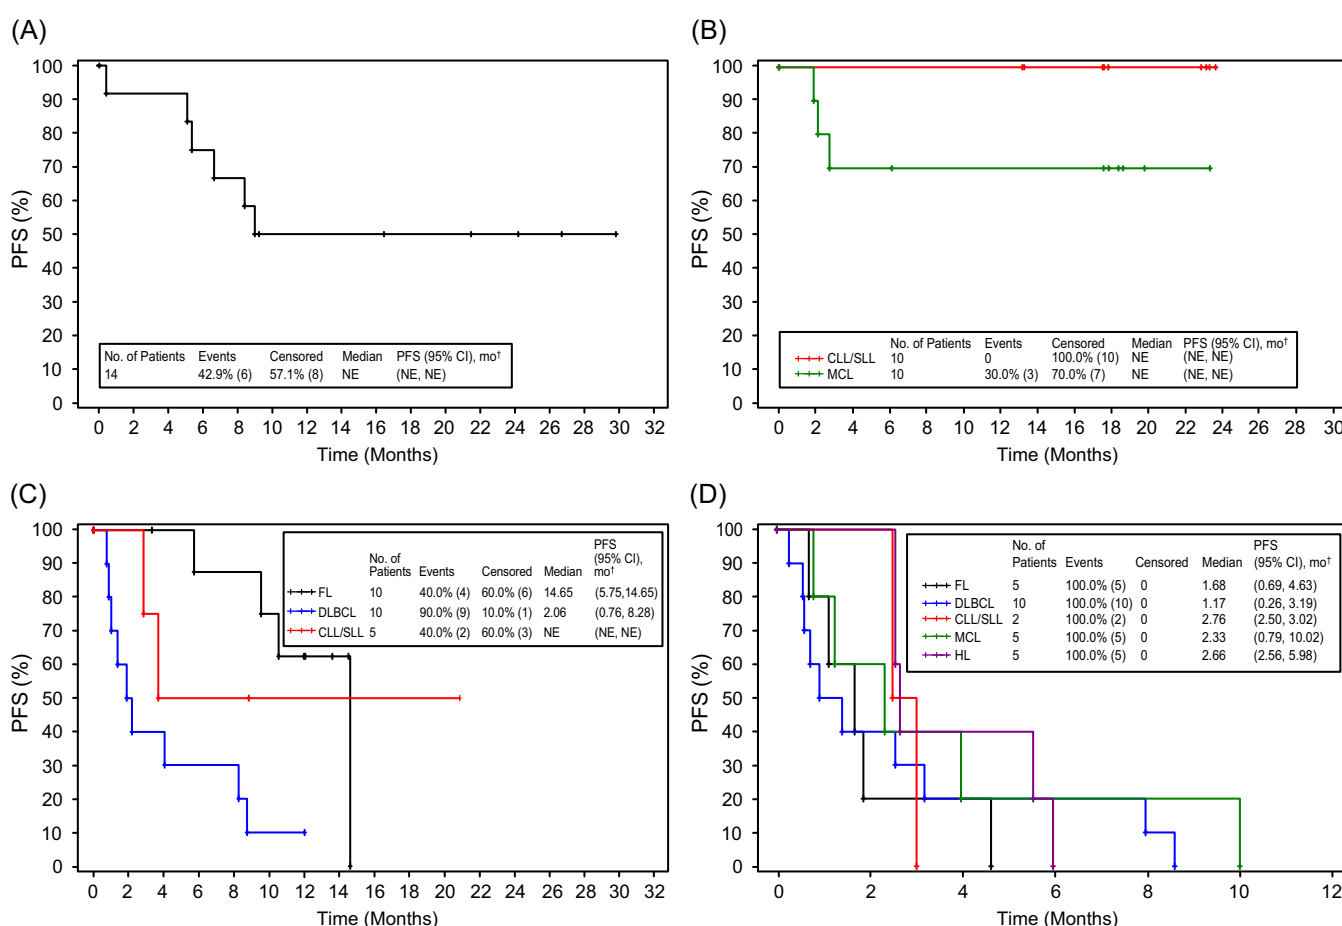 (A)
100
90
80
70
60
50
40
30
20
10
0
PFS (%)
No. of Patients Events Censored Median PFS (95% CI), mo†
14 42.9% (6) 57.1% (8) NE (NE, NE)
0 2 4 6 8 10 12 14 16 18 20 22 24 26 28 30 32
Time (Months)
(B)
100
90
80
70
60
50
40
30
20
10
0
PFS (%)
No. of Patients Events Censored Median PFS (95% CI), mo†
CLL/SLL 10 0 100.0% (10) NE (NE, NE)
MCL 10 30.0% (3) 70.0% (7) NE (NE, NE)
0 2 4 6 8 10 12 14 16 18 20 22 24 26 28 30
Time (Months)
(C)
100
90
80
70
60
50
40
30
20
10
0
PFS (%)
PFS
No. of (95% CI),
Patients Events Censored Median mo†
FL 10 40.0% (4) 60.0% (6) 14.65 (5.75,14.65)
DLBCL 10 90.0% (9) 10.0% (1) 2.06 (0.76, 8.28)
CLL/SLL 5 40.0% (2) 60.0% (3) NE (NE, NE)
0 2 4 6 8 10 12 14 16 18 20 22 24 26 28 30 32
Time (Months)
(D)
100
90
80
70
60
50
40
30
20
10
0
PFS (%)
No. of PFS
Patients Events Censored Median (95% CI), mo†
FL 5 100.0% (5) 0 1.68 (0.69, 4.63)
DLBCL 10 100.0% (10) 0 1.17 (0.26, 3.19)
CLL/SLL 2 100.0% (2) 0 2.76 (2.50, 3.02)
MCL 5 100.0% (5) 0 2.33 (0.79, 10.02)
HL 5 100.0% (5) 0 2.66 (2.56, 5.98)
0 2 4 6 8 10 12
Time (Months)